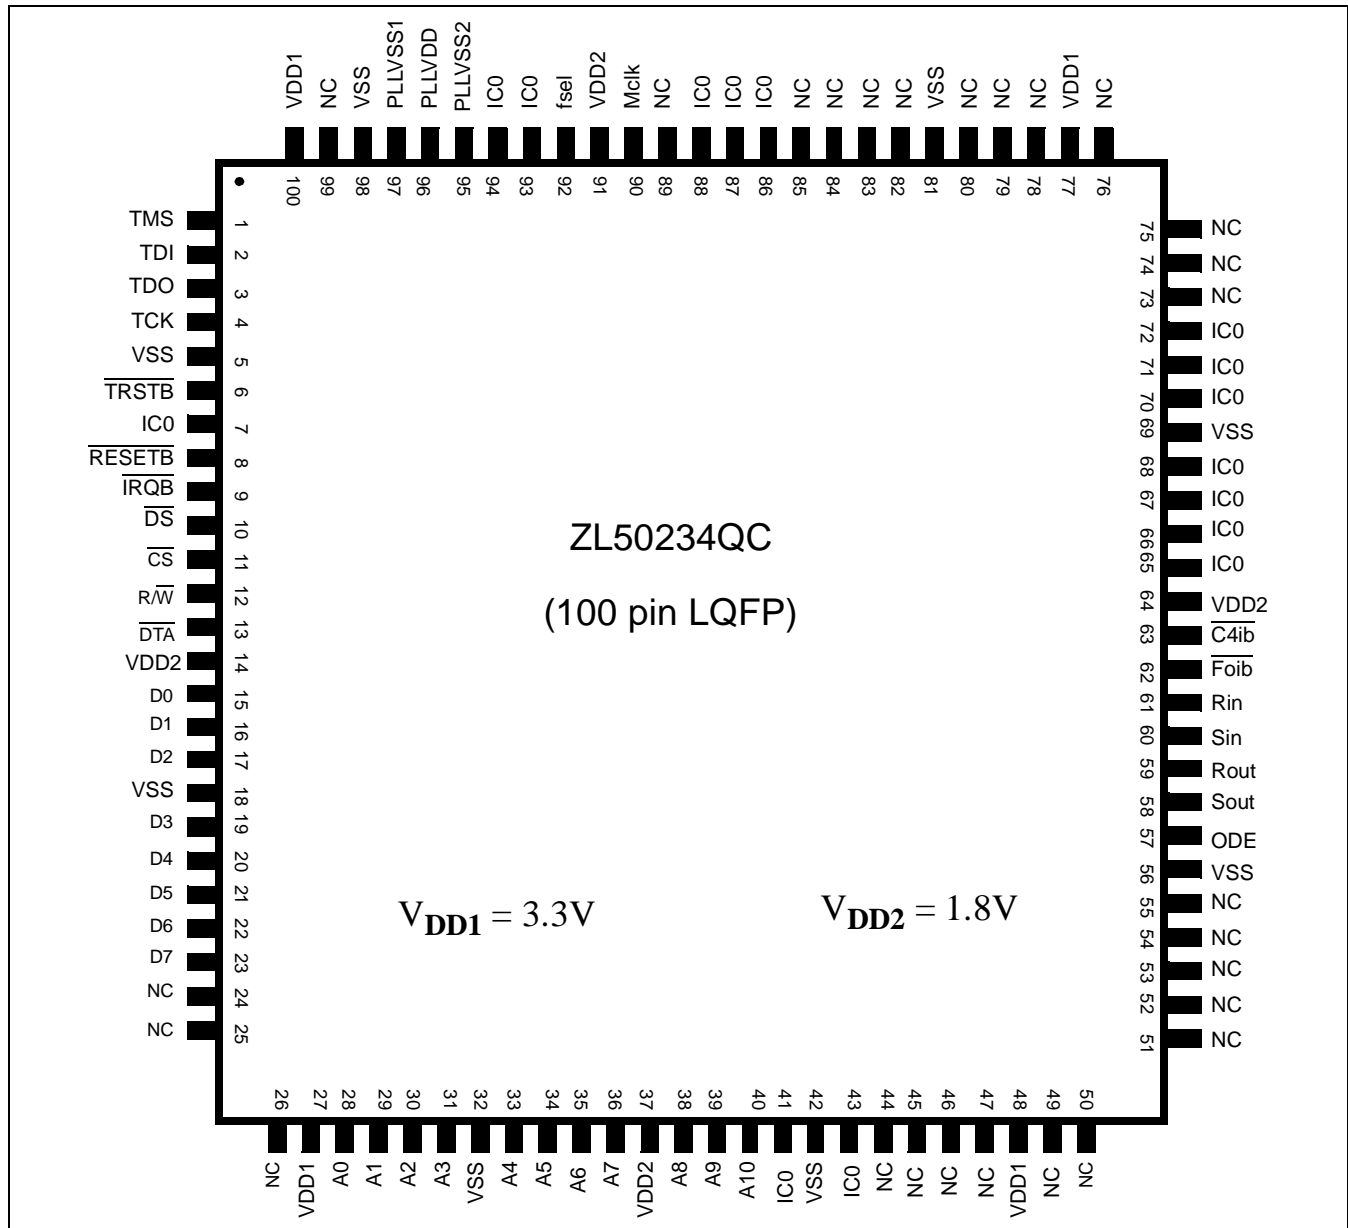 VDD1 NC VSS PLLVSS1 PLLVDD PLLVSS2 IC0 IC0 fsel VDD2 Mclk NC IC0 IC0 IC0 NC NC NC NC VSS NC NC NC VDD1 NC
100 99 98 97 96 95 94 93 92 91 90 89 88 87 86 85 84 83 82 81 80 79 78 77 76
TMS 1
TDI 2
TDO 3
TCK 4
VSS 5
TRSTB 6
IC0 7
RESETB 8
IRQB 9
DS 10
CS 11
R/W 12
DTA 13
VDD2 14
D0 15
D1 16
D2 17
VSS 18
D3 19
D4 20
D5 21
D6 22
D7 23
NC 24
NC 25
75 NC
74 NC
73 NC
72 IC0
71 IC0
70 IC0
69 VSS
68 IC0
67 IC0
66 IC0
65 IC0
64 VDD2
63 C4ib
62 Foib
61 Rin
60 Sin
59 Rout
58 Sout
57 ODE
56 VSS
55 NC
54 NC
53 NC
52 NC
51 NC
ZL50234QC
(100 pin LQFP)
VDD1 = 3.3V
VDD2 = 1.8V
26 27 28 29 30 31 32 33 34 35 36 37 38 39 40 41 42 43 44 45 46 47 48 49 50
NC VDD1 A0 A1 A2 A3 VSS A4 A5 A6 A7 VDD2 A8 A9 A10 IC0 VSS IC0 NC NC NC NC VDD1 NC NC